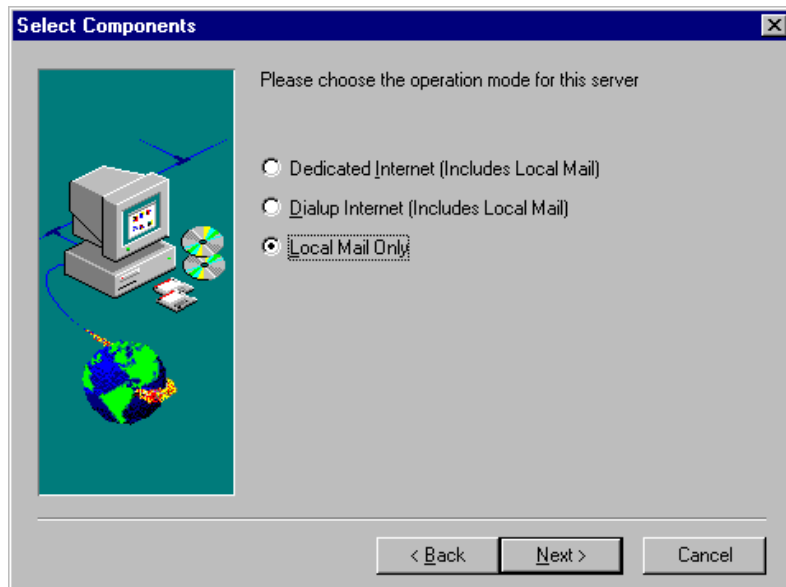 Select Components
Please choose the operation mode for this server
Dedicated Internet (Includes Local Mail)
Dialup Internet (Includes Local Mail)
Local Mail Only
< Back
Next >
Cancel